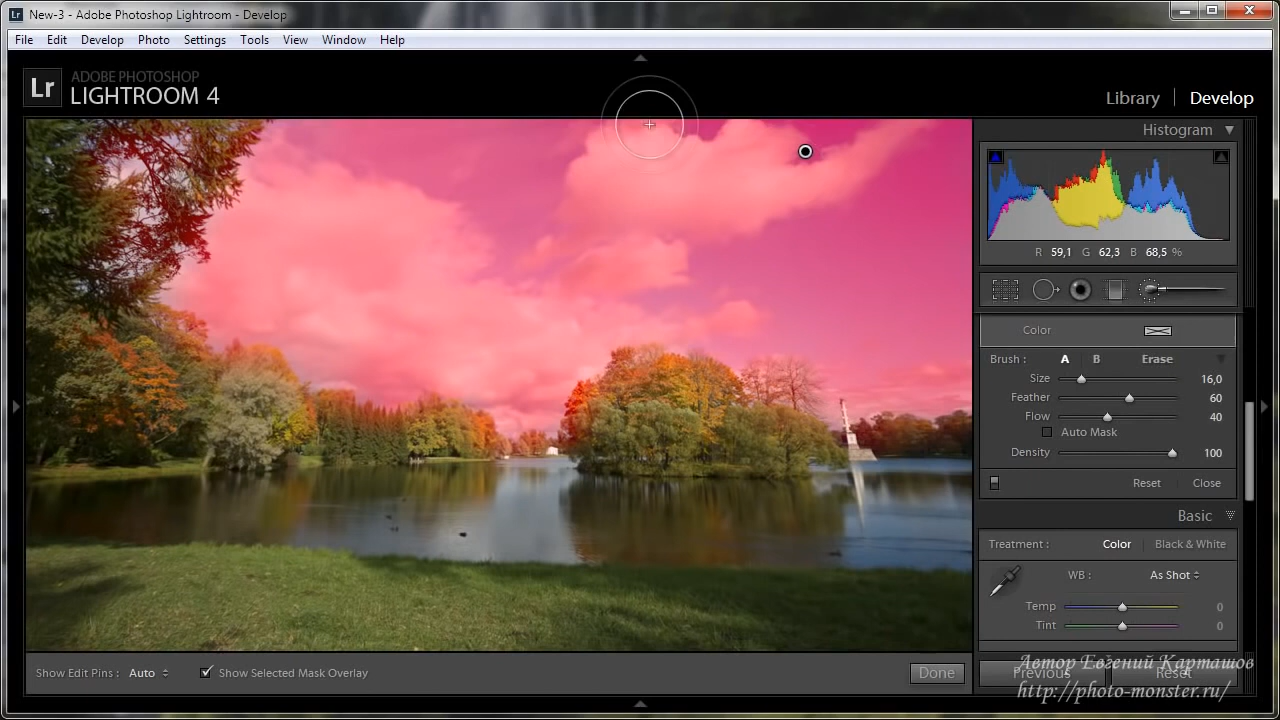 Lr New-3 - Adobe Photoshop Lightroom - Develop
File Edit Develop Photo Settings Tools View Window Help
Lr ADOBE PHOTOSHOP
LIGHTROOM 4
Library | Develop
Histogram
R 59,1 G 62,3 B 68,5 %
Color
Brush : A B Erase
Size 16,0
Feather 60
Flow 40
Auto Mask
Density 100
Reset Close
Basic
Treatment : Color Black & White
WB : As Shot
Temp 0
Tint 0
Show Edit Pins : Auto Show Selected Mask Overlay Done
Previous Reset
Автор Евгений Карташов
http://photo-monster.ru/